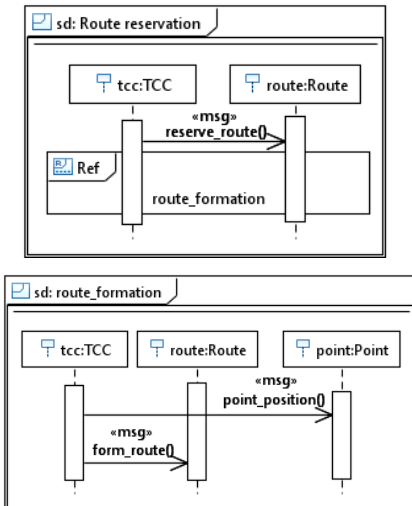 sd: Route reservation
tcc:TCC
route:Route
«msg»
reserve_route()
Ref
route_formation
sd: route_formation
tcc:TCC
route:Route
point:Point
«msg»
point_position()
«msg»
form_route()